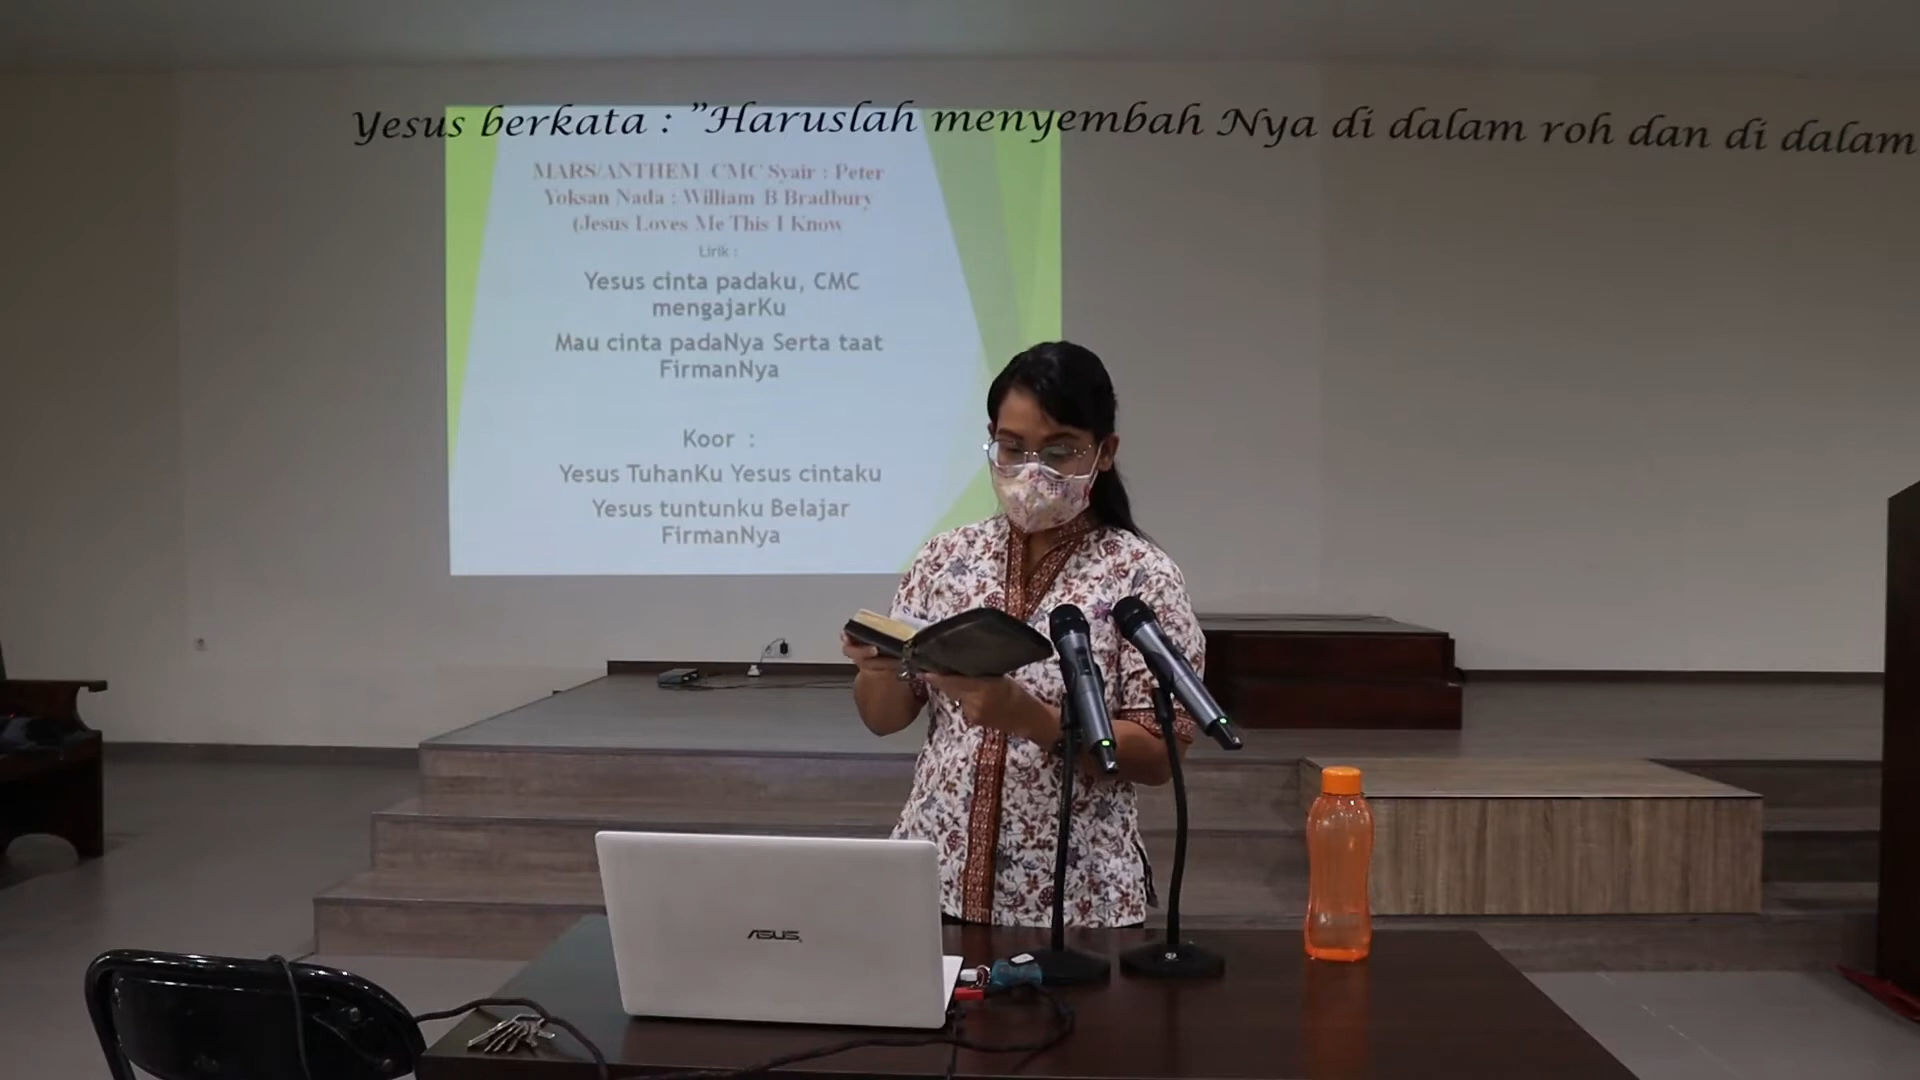 Yesus berkata : "Haruslah menyembah Nya di dalam roh dan di dalam
MARS/ANTHEM CMC Syair : Peter
Yoksan Nada : William B Bradbury
(Jesus Loves Me This I Know
Lirik :
Yesus cinta padaku, CMC
mengajarKu
Mau cinta padaNya Serta taat
FirmanNya
Koor :
Yesus TuhanKu Yesus cintaku
Yesus tuntunku Belajar
FirmanNya
ASUS